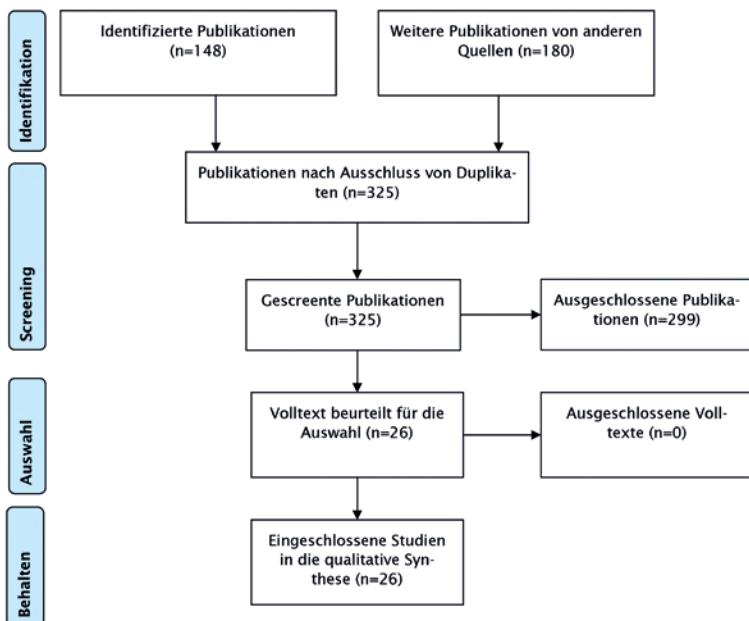 Identifikation
Identifizierte Publikationen
(n=148)
Weitere Publikationen von anderen
Quellen (n=180)
Screening
Publikationen nach Ausschluss von Duplika-
ten (n=325)
Gescreente Publikationen
(n=325)
Ausgeschlossene Publika-
tionen (n=299)
Auswahl
Volltext beurteilt für die
Auswahl (n=26)
Ausgeschlossene Voll-
texte (n=0)
Behalten
Eingeschlossene Studien
in die qualitative Syn-
these (n=26)